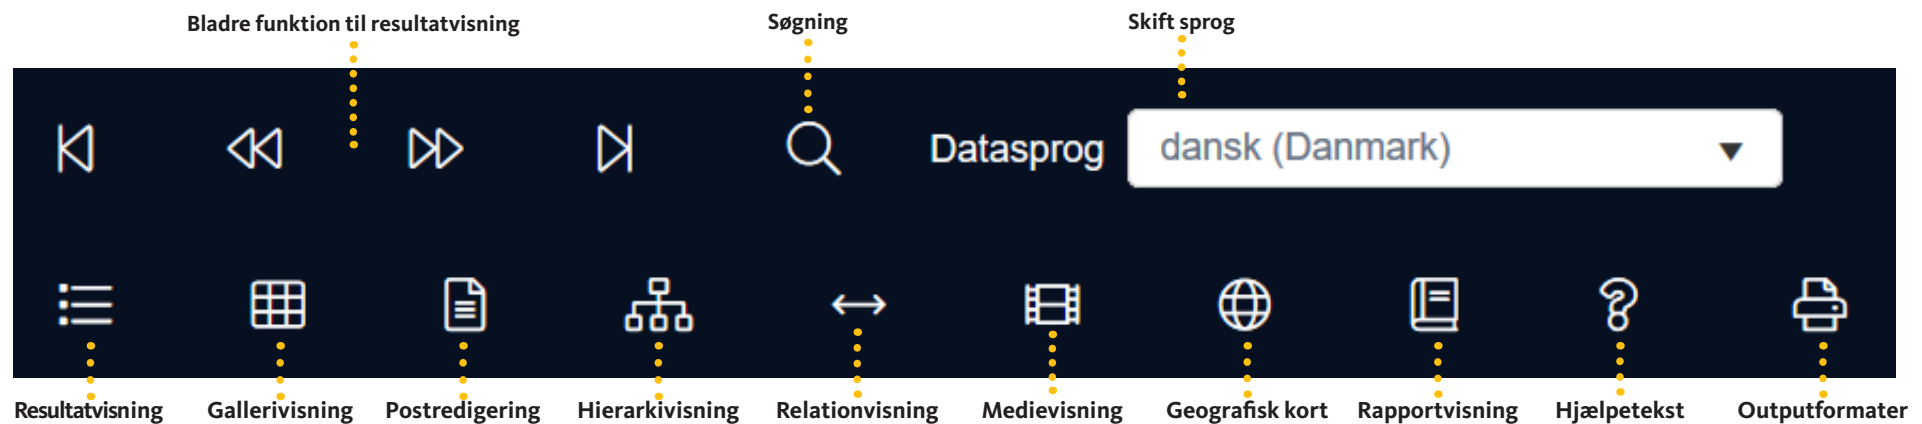 Bladre funktion til resultatvisning
Søgning
Skift sprog
Datasprog
dansk (Danmark)
Resultatvisning
Gallerivisning
Postredigering
Hierarkivisning
Relationvisning
Medievisning
Geografisk kort
Rapportvisning
Hjælpetekst
Outputformater